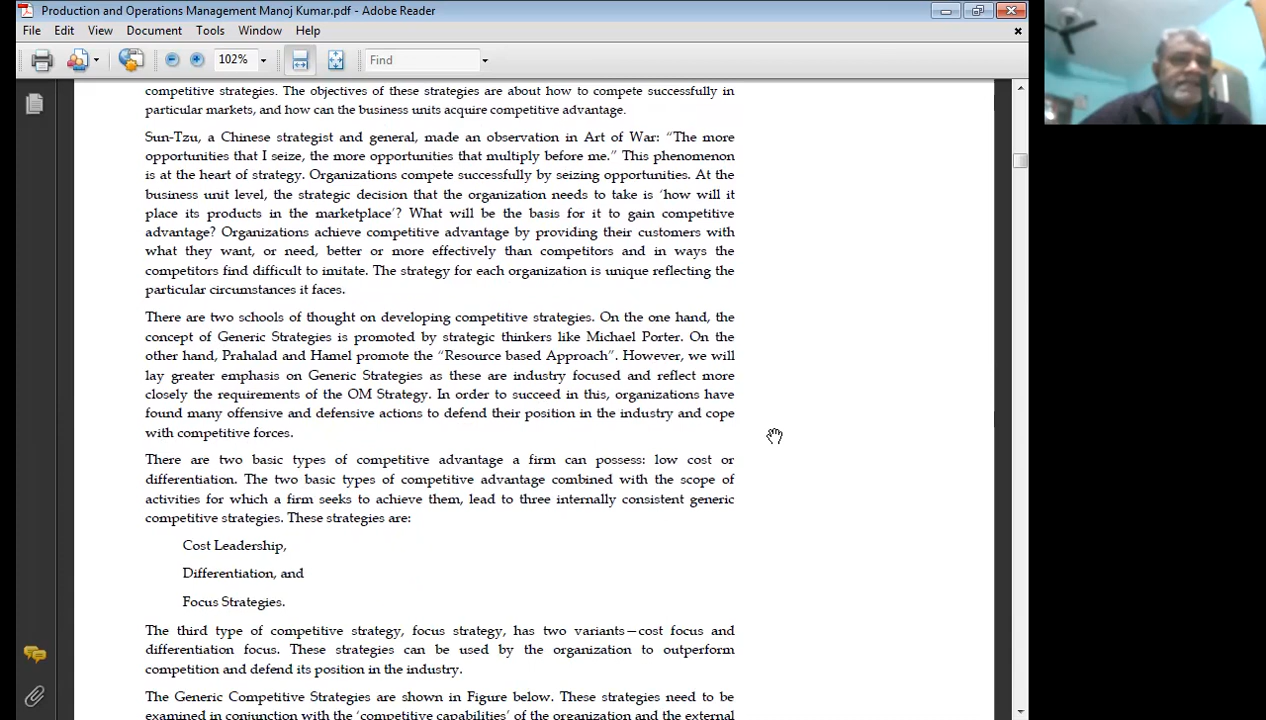 Production and Operations Management Manoj Kumar.pdf - Adobe Reader
File Edit View Document Tools Window Help
102% Find
competitive strategies. The objectives of these strategies are about how to compete successfully in
particular markets, and how can the business units acquire competitive advantage.
Sun-Tzu, a Chinese strategist and general, made an observation in Art of War: “The more
opportunities that I seize, the more opportunities that multiply before me.” This phenomenon
is at the heart of strategy. Organizations compete successfully by seizing opportunities. At the
business unit level, the strategic decision that the organization needs to take is ‘how will it
place its products in the marketplace’? What will be the basis for it to gain competitive
advantage? Organizations achieve competitive advantage by providing their customers with
what they want, or need, better or more effectively than competitors and in ways the
competitors find difficult to imitate. The strategy for each organization is unique reflecting the
particular circumstances it faces.
There are two schools of thought on developing competitive strategies. On the one hand, the
concept of Generic Strategies is promoted by strategic thinkers like Michael Porter. On the
other hand, Prahalad and Hamel promote the “Resource based Approach”. However, we will
lay greater emphasis on Generic Strategies as these are industry focused and reflect more
closely the requirements of the OM Strategy. In order to succeed in this, organizations have
found many offensive and defensive actions to defend their position in the industry and cope
with competitive forces.
There are two basic types of competitive advantage a firm can possess: low cost or
differentiation. The two basic types of competitive advantage combined with the scope of
activities for which a firm seeks to achieve them, lead to three internally consistent generic
competitive strategies. These strategies are:
Cost Leadership,
Differentiation, and
Focus Strategies.
The third type of competitive strategy, focus strategy, has two variants—cost focus and
differentiation focus. These strategies can be used by the organization to outperform
competition and defend its position in the industry.
The Generic Competitive Strategies are shown in Figure below. These strategies need to be
examined in conjunction with the ‘competitive capabilities’ of the organization and the external